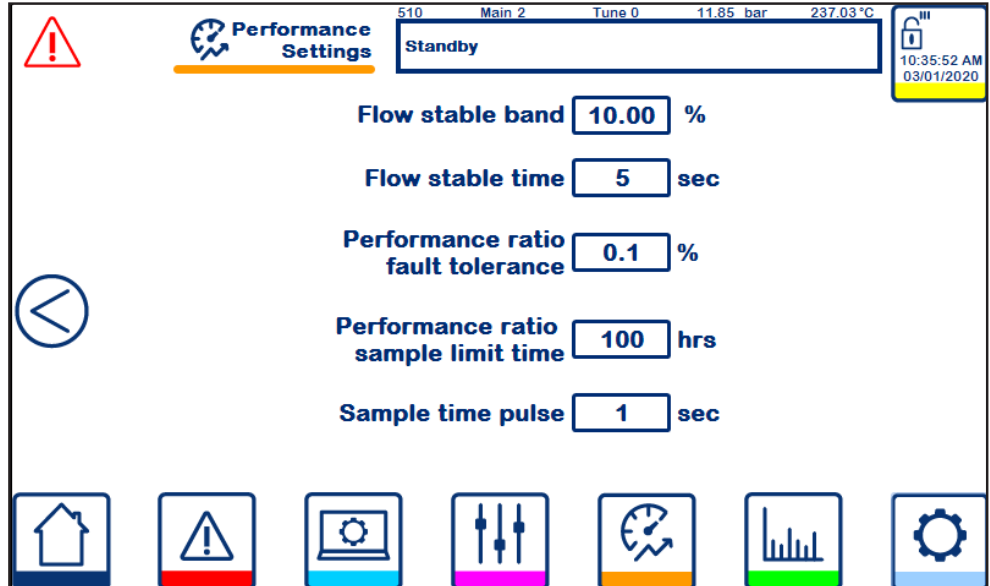 510 Main 2 Tune 0 11.85 bar 237.03 °C
Performance
Settings
Standby
10:35:52 AM
03/01/2020
Flow stable band 10.00 %
Flow stable time 5 sec
Performance ratio
fault tolerance 0.1 %
Performance ratio
sample limit time 100 hrs
Sample time pulse 1 sec